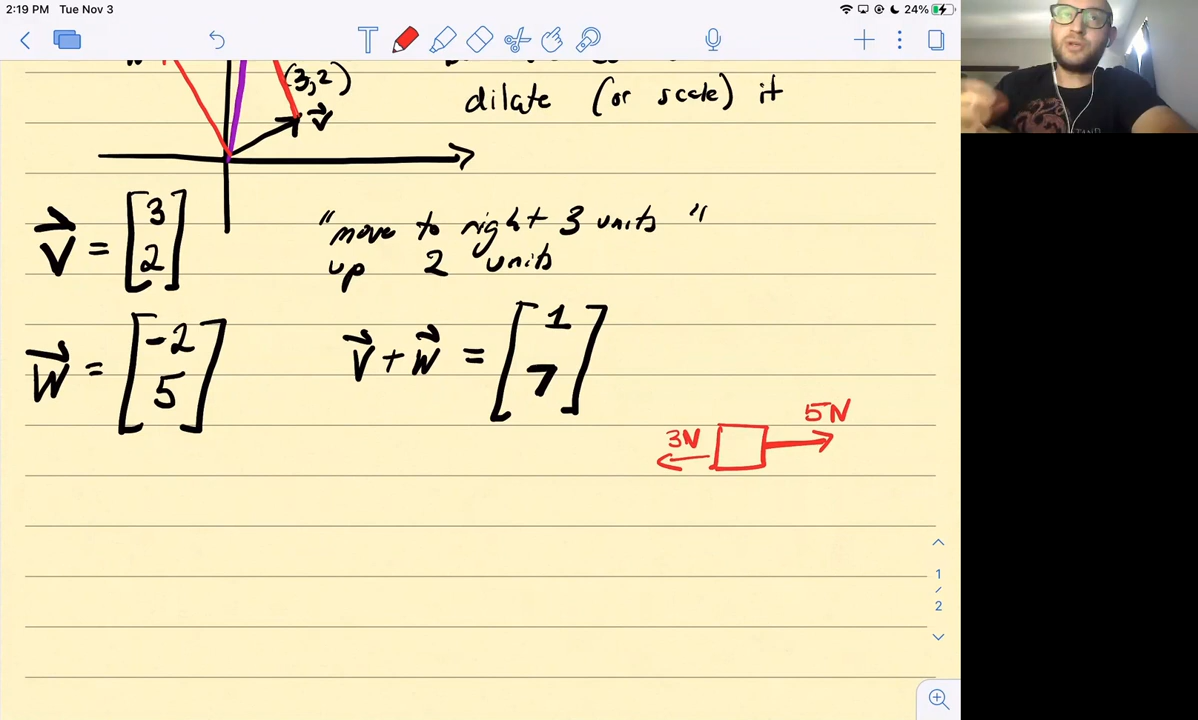 2:19 PM Tue Nov 3
24%
T
(3,2)
V
dilate (or scale) it
V = [3 2]
"move to right 3 units "
up 2 units
W = [-2 5]
V + W = [1 7]
5N
3N
1
/
2
STAND